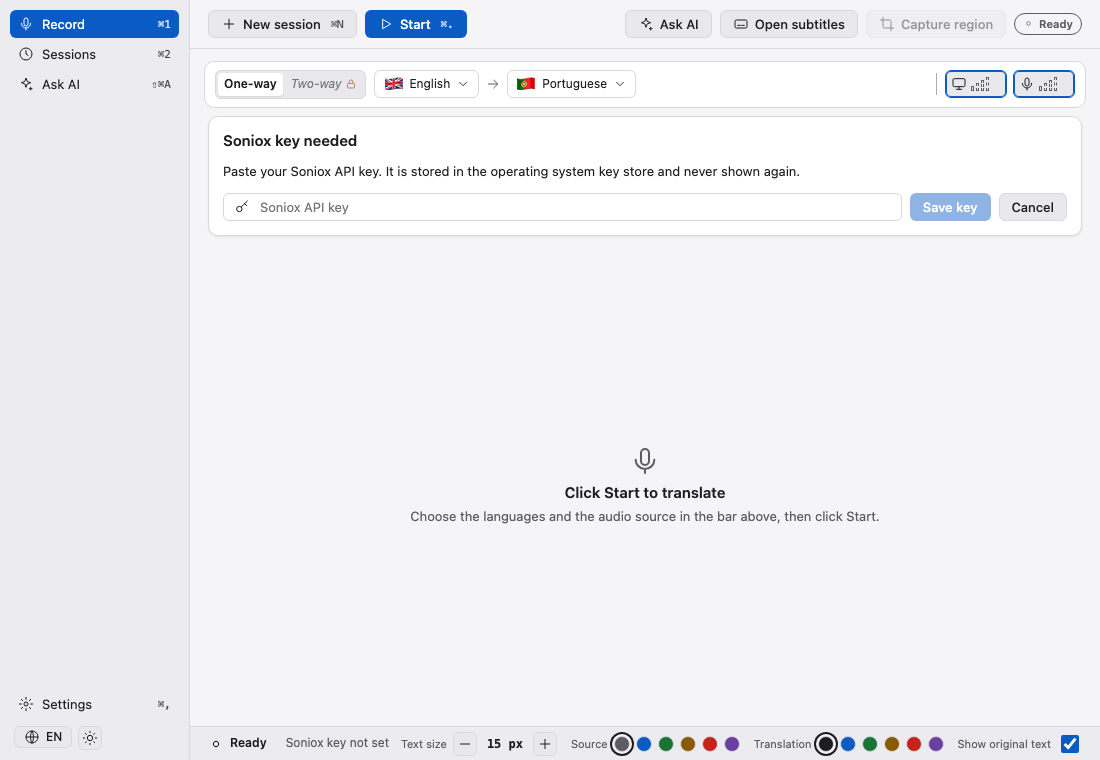 Record ⌘1
Sessions ⌘2
Ask AI ⇧⌘A
New session ⌘N
Start ⌘.
Ask AI
Open subtitles
Capture region
Ready
One-way
Two-way
English
Portuguese
Soniox key needed
Paste your Soniox API key. It is stored in the operating system key store and never shown again.
Soniox API key
Save key
Cancel
Click Start to translate
Choose the languages and the audio source in the bar above, then click Start.
Settings ⌘,
EN
Ready
Soniox key not set
Text size
15 px
Source
Translation
Show original text